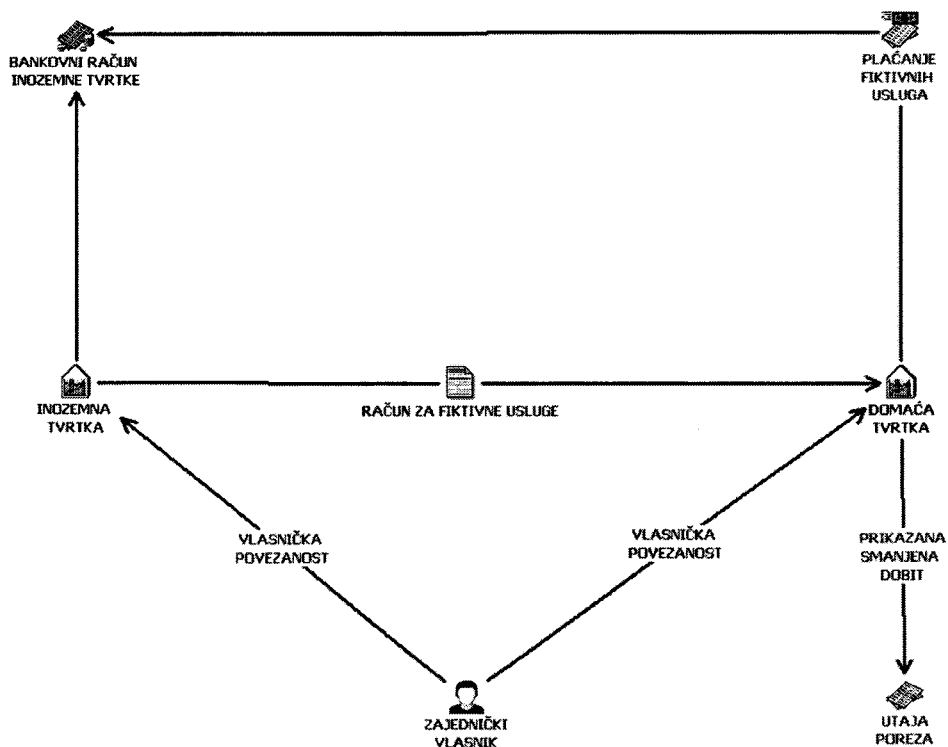 BANKOVNI RAČUN
INOZEMNE TVRTKE
PLAĆANJE
FIKTIVNIH
USLUGA
INOZEMNA
TVRTKA
RAČUN ZA FIKTIVNE USLUGE
DOMAĆA
TVRTKA
VLASNIČKA
POVEZANOST
VLASNIČKA
POVEZANOST
PRIKAZANA
SMANJENA
DOBIT
ZAJEDNIČKI
VLASNIK
UTAJA
POREZA